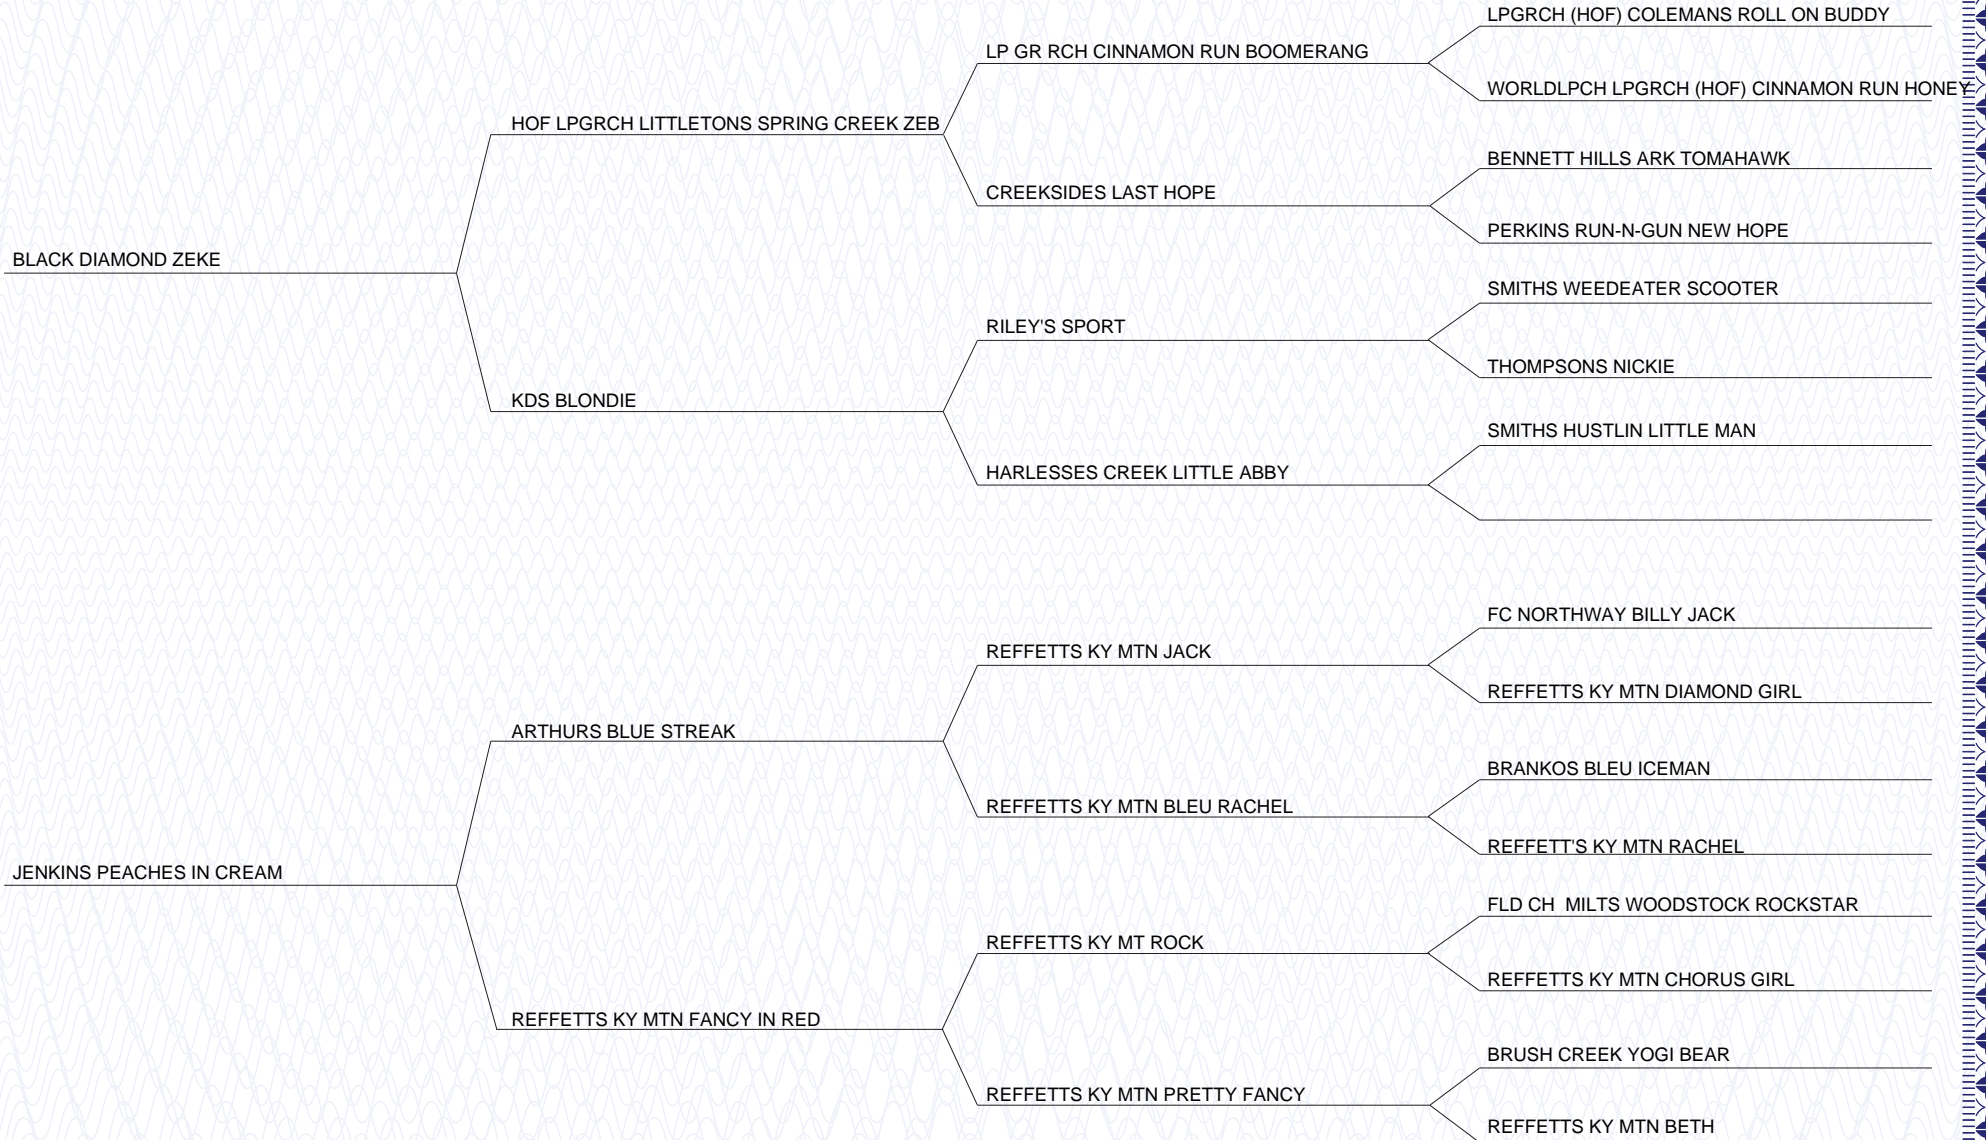 LPGRCH (HOF) COLEMANS ROLL ON BUDDY
LP GR RCH CINNAMON RUN BOOMERANG
WORLDLPCH LPGRCH (HOF) CINNAMON RUN HONEY
HOF LPGRCH LITTLETONS SPRING CREEK ZEB
BENNETT HILLS ARK TOMAHAWK
CREEKSIDES LAST HOPE
PERKINS RUN-N-GUN NEW HOPE
BLACK DIAMOND ZEKE
SMITHS WEEDEATER SCOOTER
RILEY'S SPORT
THOMPSONS NICKIE
KDS BLONDIE
SMITHS HUSTLIN LITTLE MAN
HARLESSES CREEK LITTLE ABBY
FC NORTHWAY BILLY JACK
REFFETTS KY MTN JACK
REFFETTS KY MTN DIAMOND GIRL
ARTHURS BLUE STREAK
BRANKOS BLEU ICEMAN
REFFETTS KY MTN BLEU RACHEL
REFFETT'S KY MTN RACHEL
JENKINS PEACHES IN CREAM
FLD CH  MILTS WOODSTOCK ROCKSTAR
REFFETTS KY MT ROCK
REFFETTS KY MTN CHORUS GIRL
REFFETTS KY MTN FANCY IN RED
BRUSH CREEK YOGI BEAR
REFFETTS KY MTN PRETTY FANCY
REFFETTS KY MTN BETH